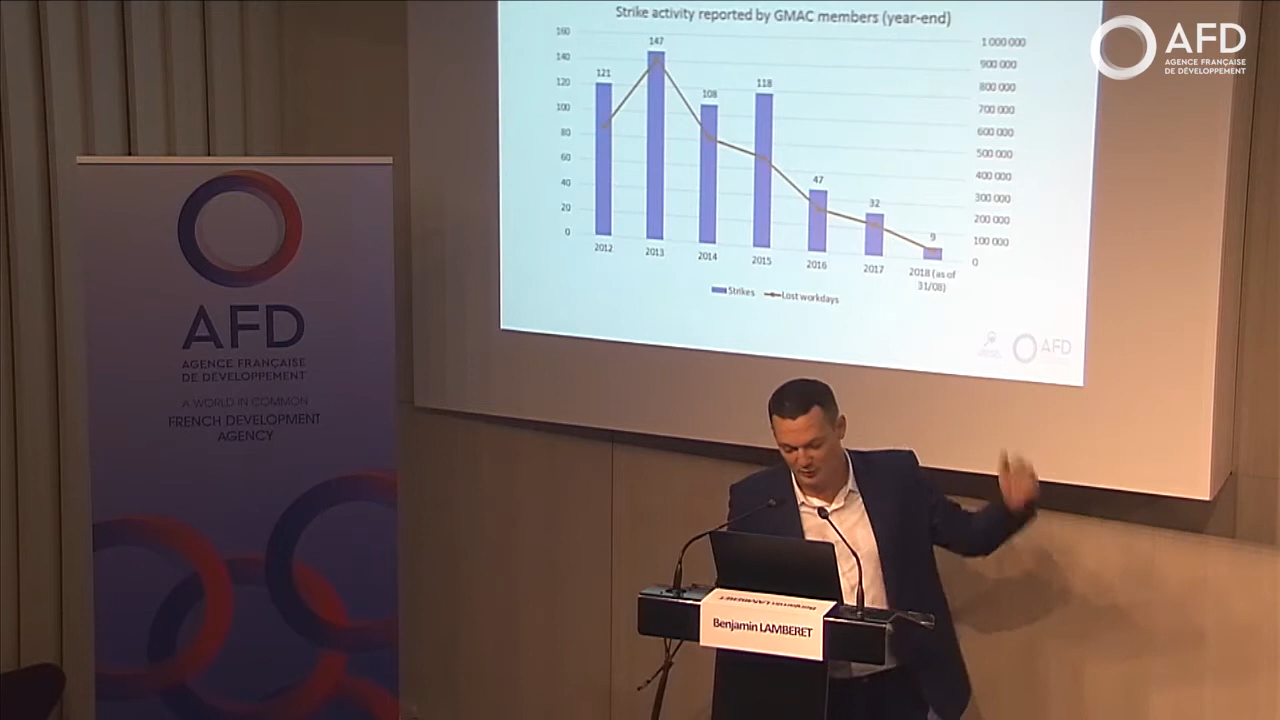 Strike activity reported by GMAC members (year-end)
160
140
120
100
80
60
40
20
0
1 000 000
900 000
800 000
700 000
600 000
500 000
400 000
300 000
200 000
100 000
0
121
147
108
118
47
32
9
2012
2013
2014
2015
2016
2017
2018 (as of
31/08)
Strikes
Lost workdays
AFD
AFD
AGENCE FRANÇAISE
DE DÉVELOPPEMENT
AFD
AGENCE FRANÇAISE
DE DÉVELOPPEMENT
A WORLD IN COMMON
FRENCH DEVELOPMENT
AGENCY
Benjamin LAMBERET
Benjamin LAMBERET